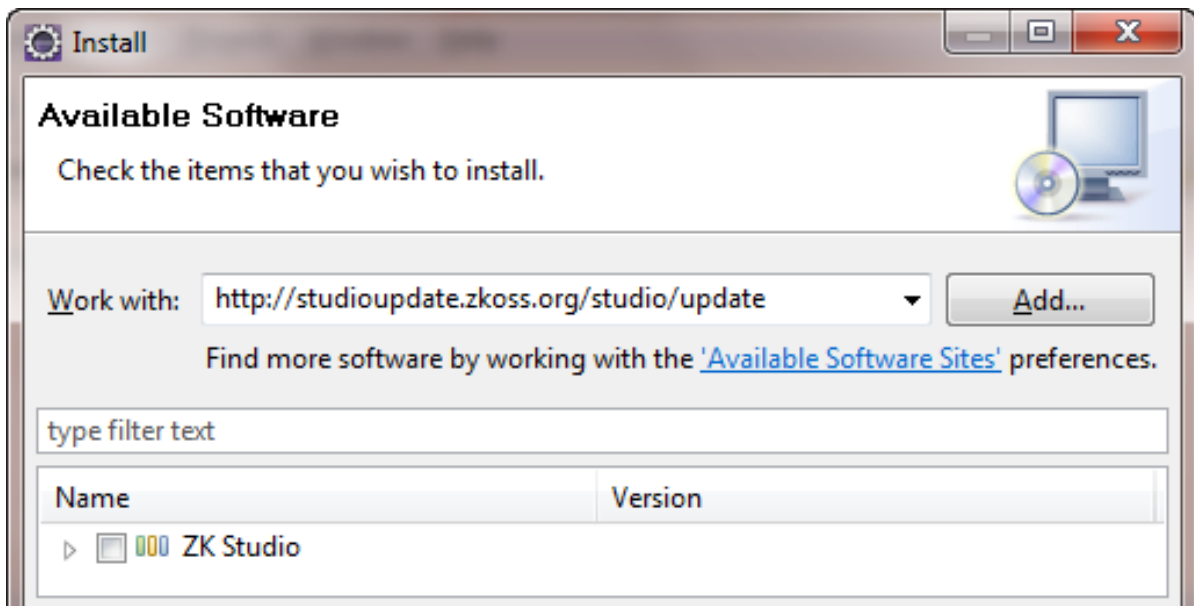 Install
Available Software
Check the items that you wish to install.
Work with: http://studioupdate.zkoss.org/studio/update Add...
Find more software by working with the 'Available Software Sites' preferences.
type filter text
Name Version
ZK Studio